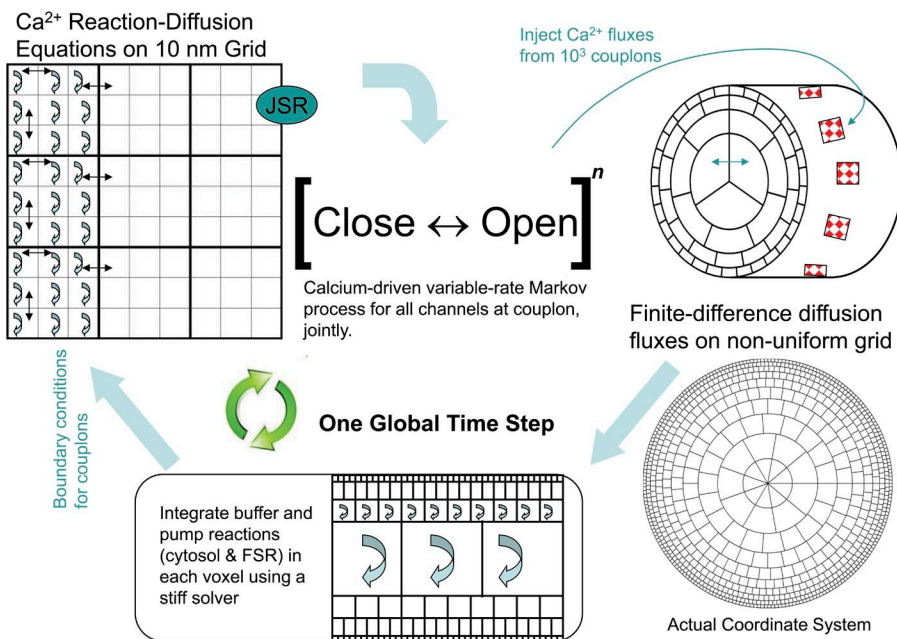 Ca²⁺ Reaction-Diffusion
Equations on 10 nm Grid
JSR
Inject Ca²⁺ fluxes
from 10³ couplons
[Close ↔ Open]ⁿ
Calcium-driven variable-rate Markov
process for all channels at couplon,
jointly.
Finite-difference diffusion
fluxes on non-uniform grid
Boundary conditions
for couplons
One Global Time Step
Integrate buffer and
pump reactions
(cytosol & FSR) in
each voxel using a
stiff solver
Actual Coordinate System